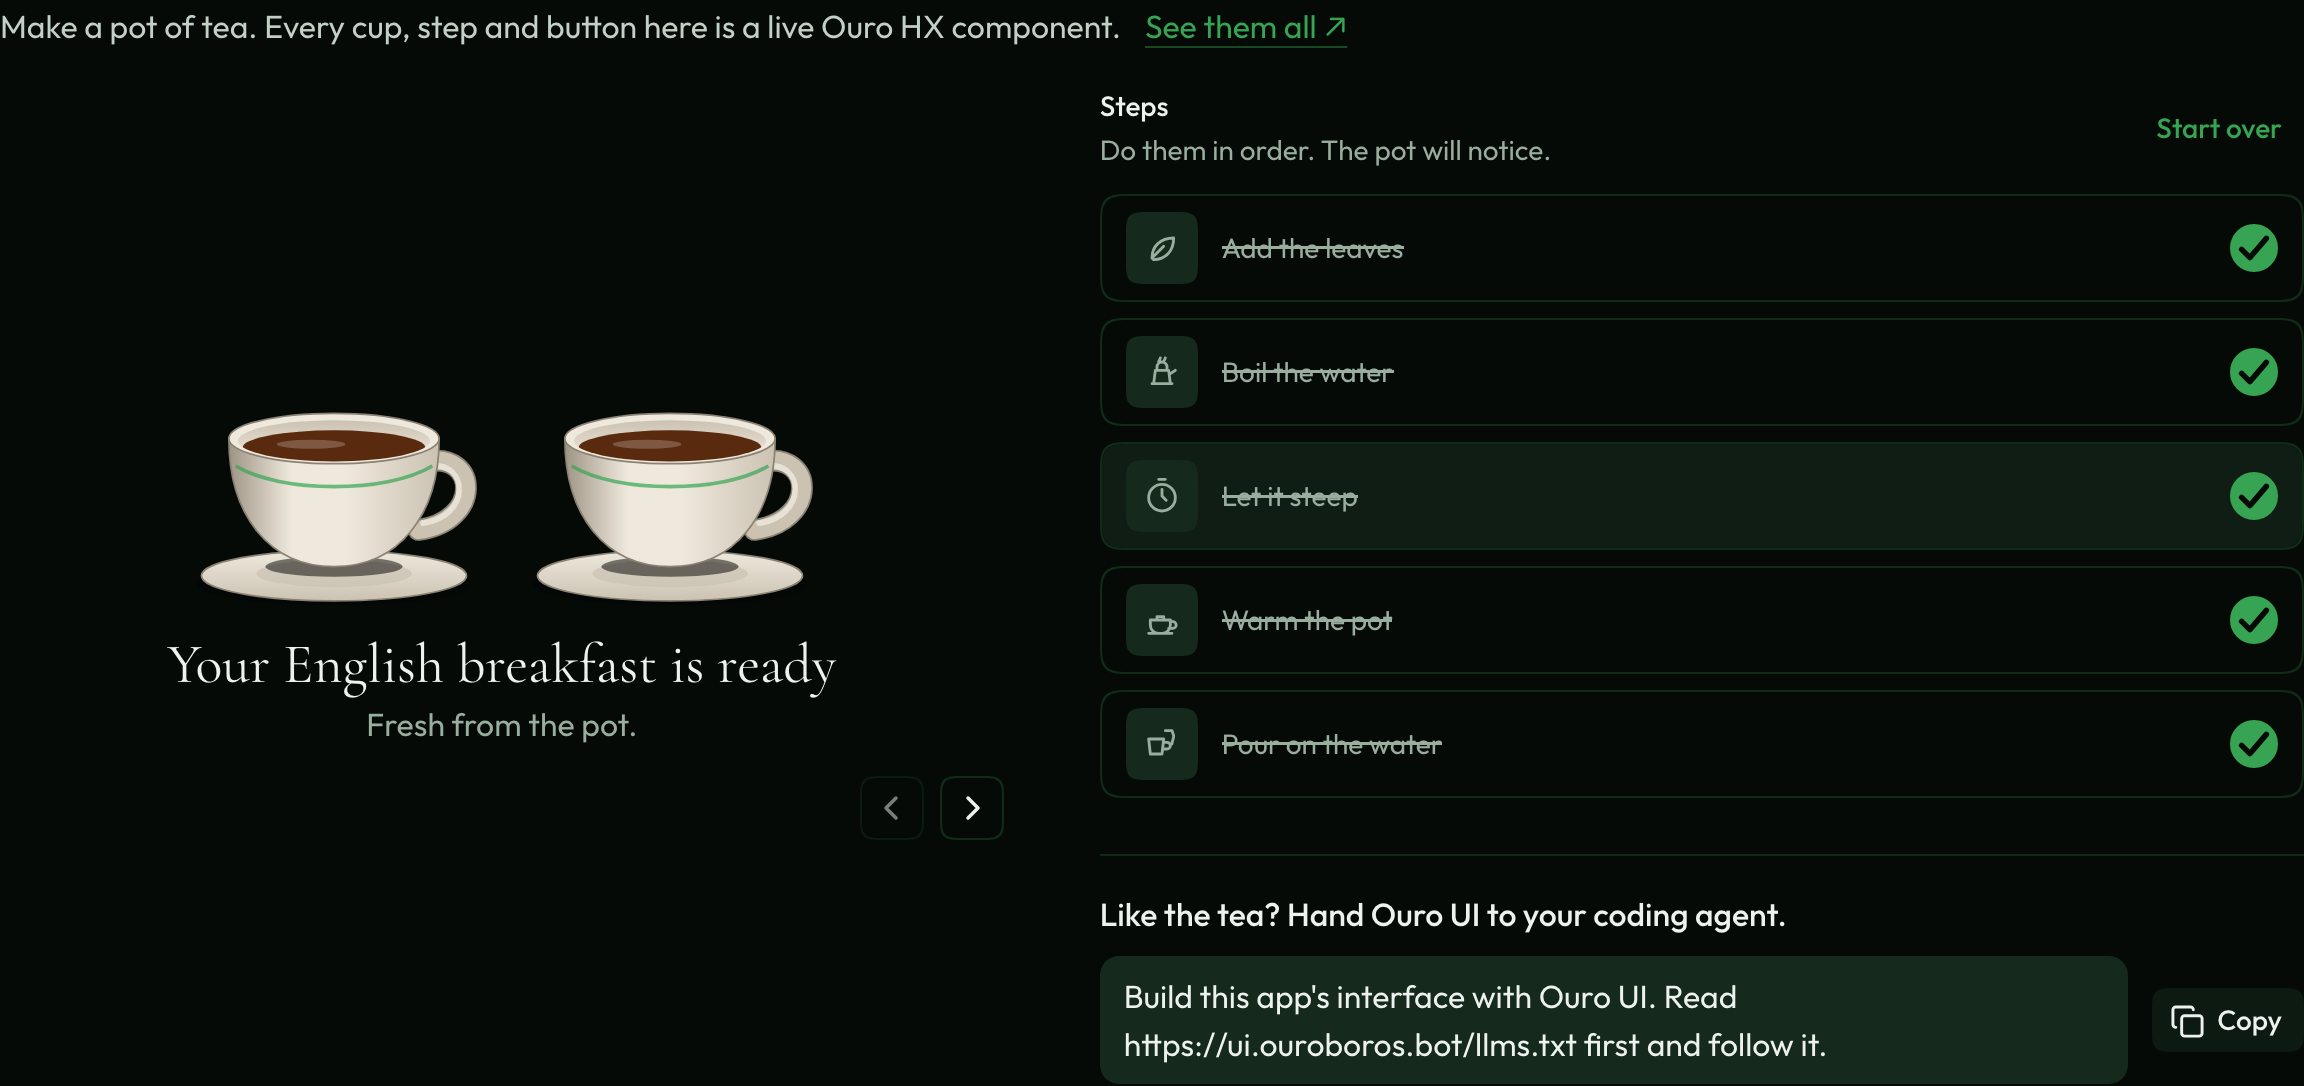 Make a pot of tea. Every cup, step and button here is a live Ouro HX component. See them all ↗
Your English breakfast is ready
Fresh from the pot.
Steps
Do them in order. The pot will notice.
Start over
Add the leaves
Boil the water
Let it steep
Warm the pot
Pour on the water
Like the tea? Hand Ouro UI to your coding agent.
Build this app's interface with Ouro UI. Read
https://ui.ouroboros.bot/llms.txt first and follow it.
Copy